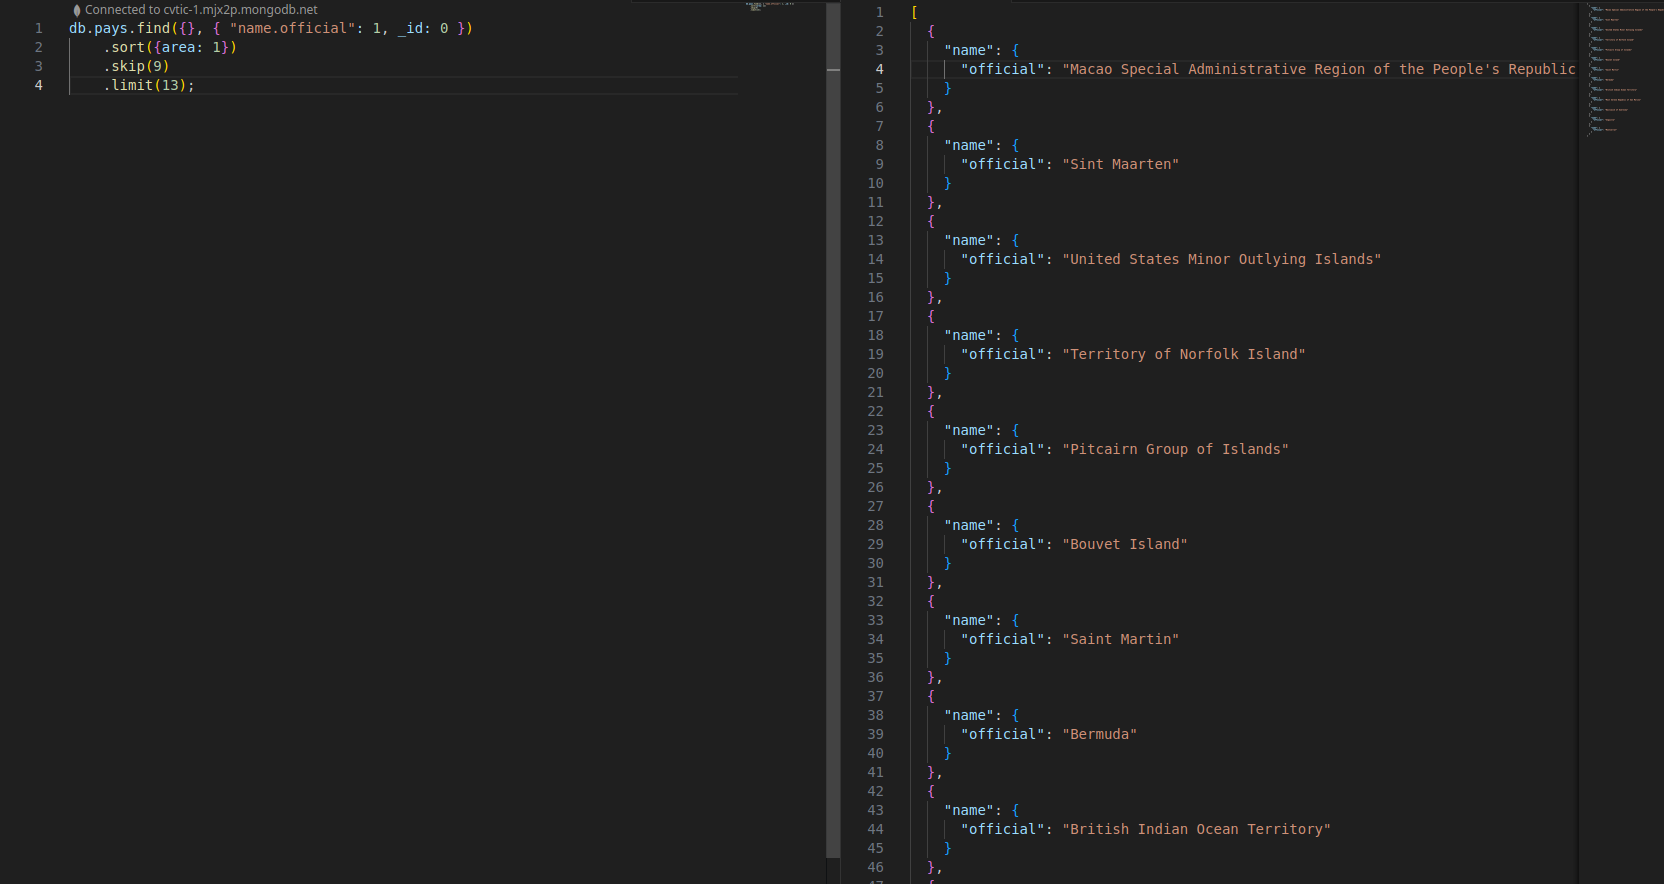 Connected to cvtic-1.mjx2p.mongodb.net
1 db.pays.find({}, { "name.official": 1, _id: 0 })
2 .sort({area: 1})
3 .skip(9)
4 .limit(13);
1 [
2 {
3 "name": {
4 "official": "Macao Special Administrative Region of the People's Republic
5 }
6 },
7 {
8 "name": {
9 "official": "Sint Maarten"
10 }
11 },
12 {
13 "name": {
14 "official": "United States Minor Outlying Islands"
15 }
16 },
17 {
18 "name": {
19 "official": "Territory of Norfolk Island"
20 }
21 },
22 {
23 "name": {
24 "official": "Pitcairn Group of Islands"
25 }
26 },
27 {
28 "name": {
29 "official": "Bouvet Island"
30 }
31 },
32 {
33 "name": {
34 "official": "Saint Martin"
35 }
36 },
37 {
38 "name": {
39 "official": "Bermuda"
40 }
41 },
42 {
43 "name": {
44 "official": "British Indian Ocean Territory"
45 }
46 },
47 {